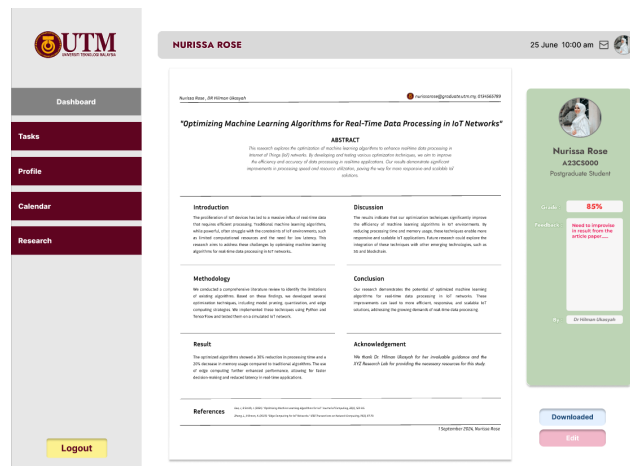 UTM
UNIVERSITI TEKNOLOGI MALAYSIA
NURISSA ROSE
25 June 10:00 am
Dashboard
Tasks
Profile
Calendar
Research
Logout
Nurissa Rose , DR Hilman Ukasyah
nurissarose@graduate.utm.my, 0134565789
"Optimizing Machine Learning Algorithms for Real-Time Data Processing in IoT Networks"
ABSTRACT
This research explores the optimization of machine learning algorithms to enhance real-time data processing in
Internet of Things (IoT) networks. By developing and testing various optimization techniques, we aim to improve
the efficiency and accuracy of data processing in real-time applications. Our results demonstrate significant
improvements in processing speed and resource utilization, paving the way for more responsive and scalable IoT
solutions.
Introduction
The proliferation of IoT devices has led to a massive influx of real-time data
that requires efficient processing. Traditional machine learning algorithms,
while powerful, often struggle with the constraints of IoT environments, such
as limited computational resources and the need for low latency. This
research aims to address these challenges by optimizing machine learning
algorithms for real-time data processing in IoT networks.
Discussion
The results indicate that our optimization techniques significantly improve
the efficiency of machine learning algorithms in IoT environments. By
reducing processing time and memory usage, these techniques enable more
responsive and scalable IoT applications. Future research could explore the
integration of these techniques with other emerging technologies, such as
5G and blockchain.
Methodology
We conducted a comprehensive literature review to identify the limitations
of existing algorithms. Based on these findings, we developed several
optimization techniques, including model pruning, quantization, and edge
computing strategies. We implemented these techniques using Python and
TensorFlow and tested them on a simulated IoT network.
Conclusion
Our research demonstrates the potential of optimized machine learning
algorithms for real-time data processing in IoT networks. These
improvements can lead to more efficient, responsive, and scalable IoT
solutions, addressing the growing demands of real-time data processing
Result
The optimized algorithms showed a 30% reduction in processing time and a
20% decrease in memory usage compared to traditional algorithms. The use
of edge computing further enhanced performance, allowing for faster
decision-making and reduced latency in real-time applications.
Acknowledgement
We thank Dr. Hilman Ukasyah for her invaluable guidance and the
XYZ Research Lab for providing the necessary resources for this study.
References
1 September 2024, Nurissa Rose
Nurissa Rose
A23CS000
Postgraduate Student
Grade
85%
Feedback
Need to improvise
in result from the
article paper.....
By
Dr Hilman Ukasyah
Downloaded
Edit